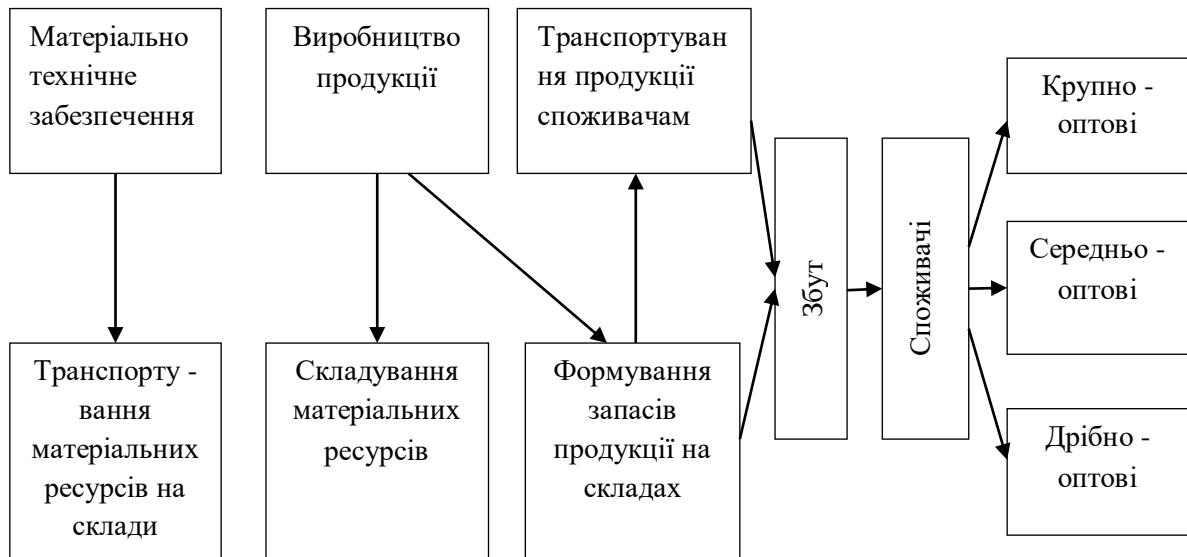 Матеріально
технічне
забезпечення
Виробництво
продукції
Транспортуван
ня продукції
споживачам
Транспорту -
вання
матеріальних
ресурсів на
склади
Складування
матеріальних
ресурсів
Формування
запасів
продукції на
складах
Збут
Споживачі
Крупно -
оптові
Середньо -
оптові
Дрібно -
оптові